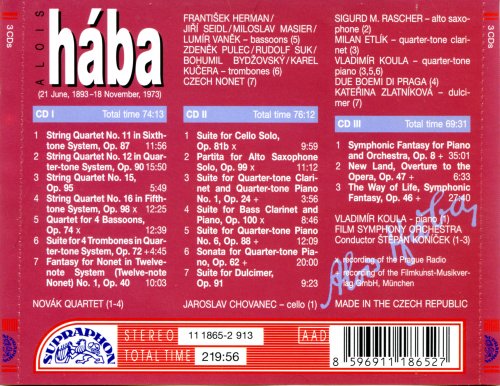 3 CDs
ALOIS
hába
(21 June, 1893–18 November, 1973)
FRANTIŠEK HERMAN/
JIŘÍ SEIDL/MILOSLAV MASIER/
LUMÍR VANĚK – bassoons (5)
ZDENĚK PULEC/RUDOLF SUK/
BOHUMIL BYDŽOVSKÝ/KAREL
KUČERA – trombones (6)
CZECH NONET (7)
SIGURD M. RASCHER – alto saxo-
phone (2)
MILAN ETLÍK – quarter-tone clari-
net (3)
VLADIMÍR KOULA – quarter-tone
piano (3,5,6)
DUE BOEMI DI PRAGA (4)
KATEŘINA ZLATNÍKOVÁ – dulci-
mer (7)
CD I Total time 74:13
1 String Quartet No. 11 in Sixth-
tone System, Op. 87 11:56
2 String Quartet No. 12 in Quar-
ter-tone System, Op. 90 15:50
3 String Quartet No. 15,
Op. 95 5:49
4 String Quartet No. 16 in Fifth-
tone System, Op. 98 x 12:25
5 Quartet for 4 Bassoons,
Op. 74 x 12:39
6 Suite for 4 Trombones in Quar-
ter-tone System, Op. 72 + 4:45
7 Fantasy for Nonet in Twelve-
note System (Twelve-note
Nonet) No. 1, Op. 40 10:03
NOVÁK QUARTET (1-4)
CD II Total time 76:12
1 Suite for Cello Solo,
Op. 81b x 9:59
2 Partita for Alto Saxophone
Solo, Op. 99 x 11:26
3 Suite for Quarter-tone Clari-
net and Quarter-tone Piano
No. 1, Op. 24 + 3:56
4 Suite for Bass Clarinet and
Piano, Op. 100 x 8:46
5 Suite for Quarter-tone Piano
No. 6, Op. 88 + 12:09
6 Sonata for Quarter-tone Pia-
no, Op. 62 + 20:00
7 Suite for Dulcimer,
Op. 91 9:23
JAROSLAV CHOVANEC – cello (1)
CD III Total time 69:31
1 Symphonic Fantasy for Piano
and Orchestra, Op. 8 + 35:01
2 New Land, Overture to the
Opera, Op. 47 + 6:33
3 The Way of Life, Symphonic
Fantasy, Op. 46 + 27:40
VLADIMÍR KOULA – piano (1)
FILM SYMPHONY ORCHESTRA
Conductor ŠTĚPÁN KONÍČEK (1-3)
Alois Hába
recording of the Prague Radio
recording of the Filmkunst-Musikver-
lag GmbH, München
MADE IN THE CZECH REPUBLIC
SUPRAPHON
STEREO 11 1865-2 913
TOTAL TIME 219:56
AAD
8 596911 186527
3 CDs